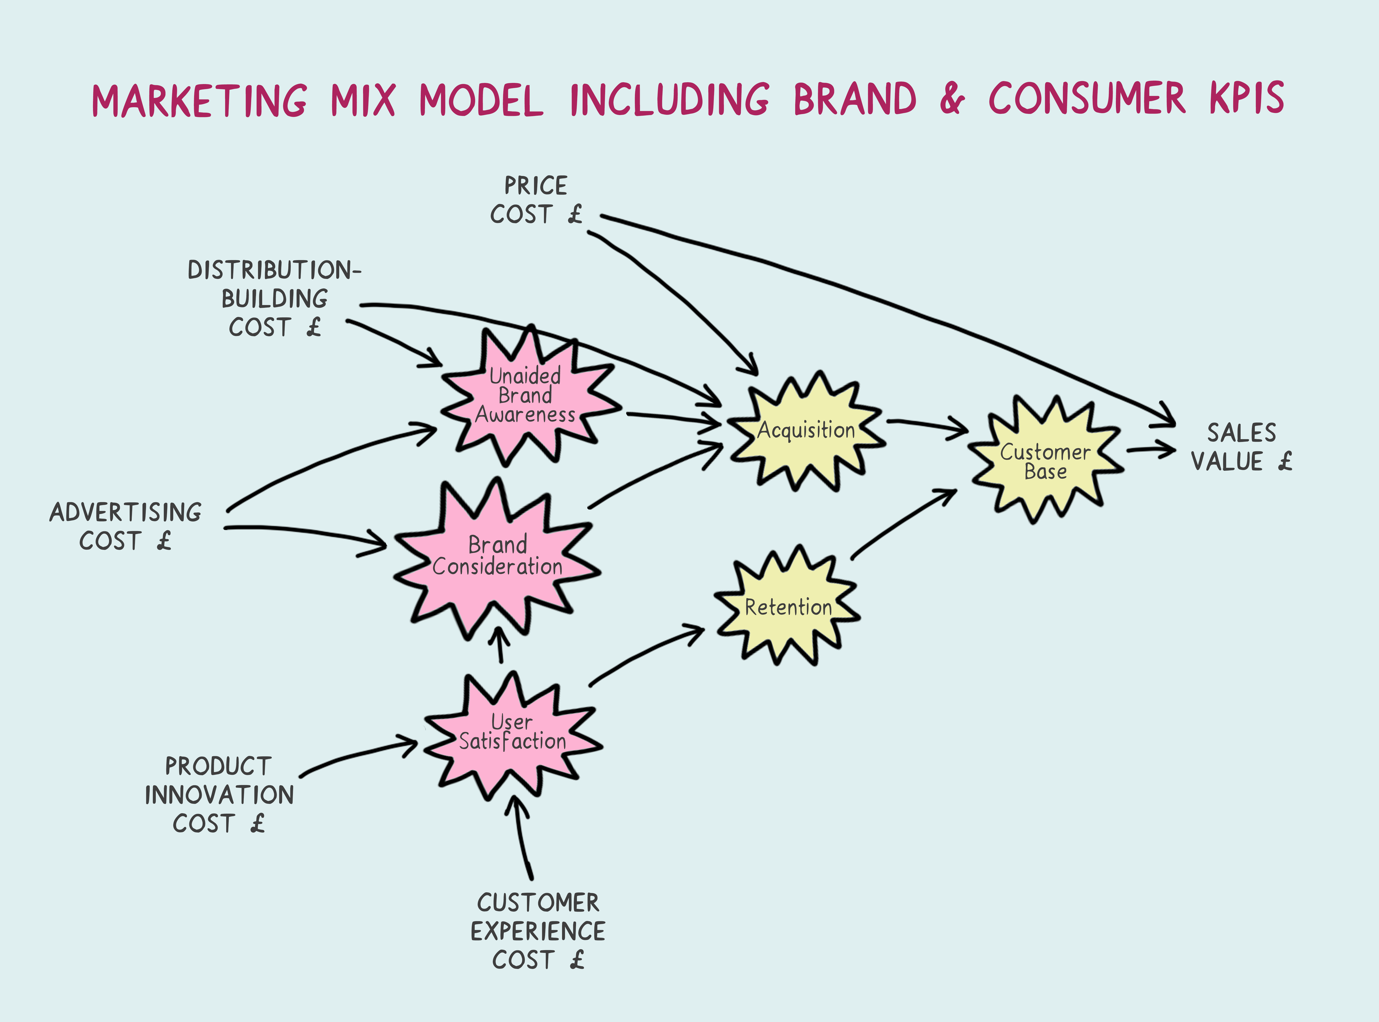 MARKETING MIX MODEL INCLUDING BRAND & CONSUMER KPIS
PRICE
COST £
DISTRIBUTION-
BUILDING
COST £
Unaided
Brand
Awareness
Acquisition
Customer
Base
SALES
VALUE £
ADVERTISING
COST £
Brand
Consideration
Retention
User
Satisfaction
PRODUCT
INNOVATION
COST £
CUSTOMER
EXPERIENCE
COST £